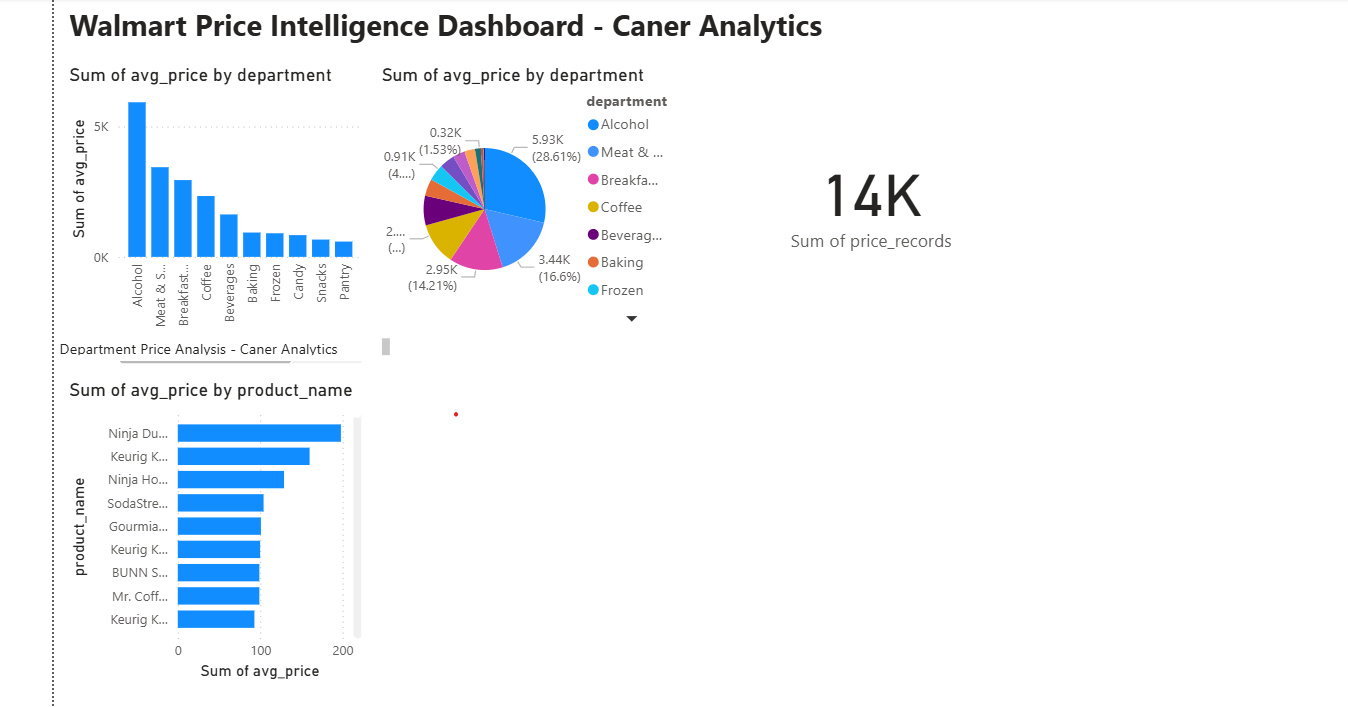 Walmart Price Intelligence Dashboard - Caner Analytics
Sum of avg_price by department
Sum of avg_price
5K
0K
Alcohol
Meat & S...
Breakfast...
Coffee
Beverages
Baking
Frozen
Candy
Snacks
Pantry
Department Price Analysis - Caner Analytics
Sum of avg_price by department
0.32K
(1.53%)
0.91K
(4....)
2....
(...)
2.95K
(14.21%)
5.93K
(28.61%)
3.44K
(16.6%)
department
Alcohol
Meat & ...
Breakfa...
Coffee
Beverag...
Baking
Frozen
14K
Sum of price_records
Sum of avg_price by product_name
product_name
Ninja Du...
Keurig K...
Ninja Ho...
SodaStre...
Gourmia...
Keurig K...
BUNN S...
Mr. Coff...
Keurig K...
0
100
200
Sum of avg_price